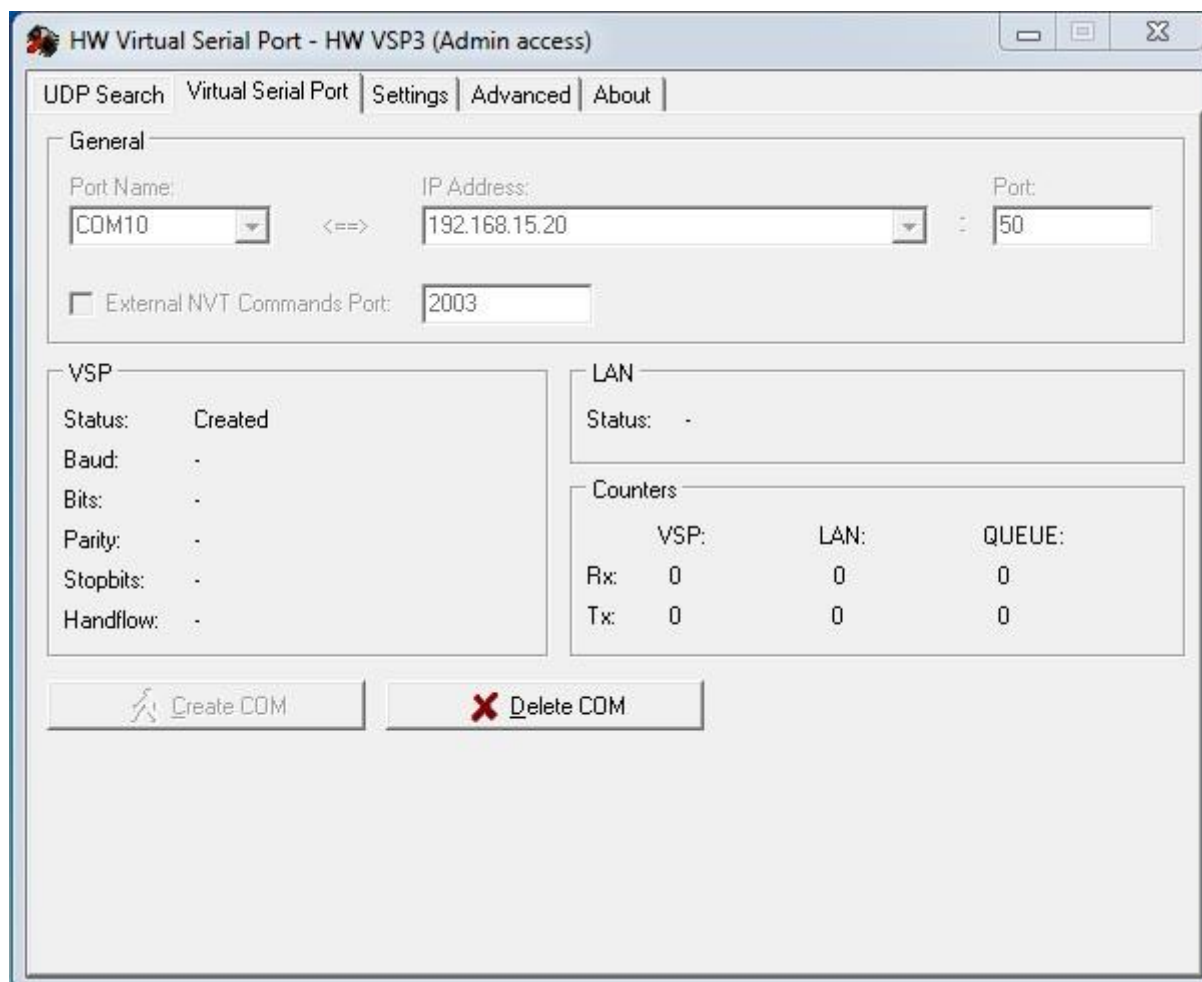 HW Virtual Serial Port - HW VSP3 (Admin access)
UDP Search Virtual Serial Port Settings Advanced About
General
Port Name: IP Address: Port:
COM10 <==> 192.168.15.20 : 50
External NVT Commands Port: 2003
VSP
Status: Created
Baud: -
Bits: -
Parity: -
Stopbits: -
Handflow: -
LAN
Status: -
Counters
VSP: LAN: QUEUE:
Rx: 0 0 0
Tx: 0 0 0
Create COM Delete COM